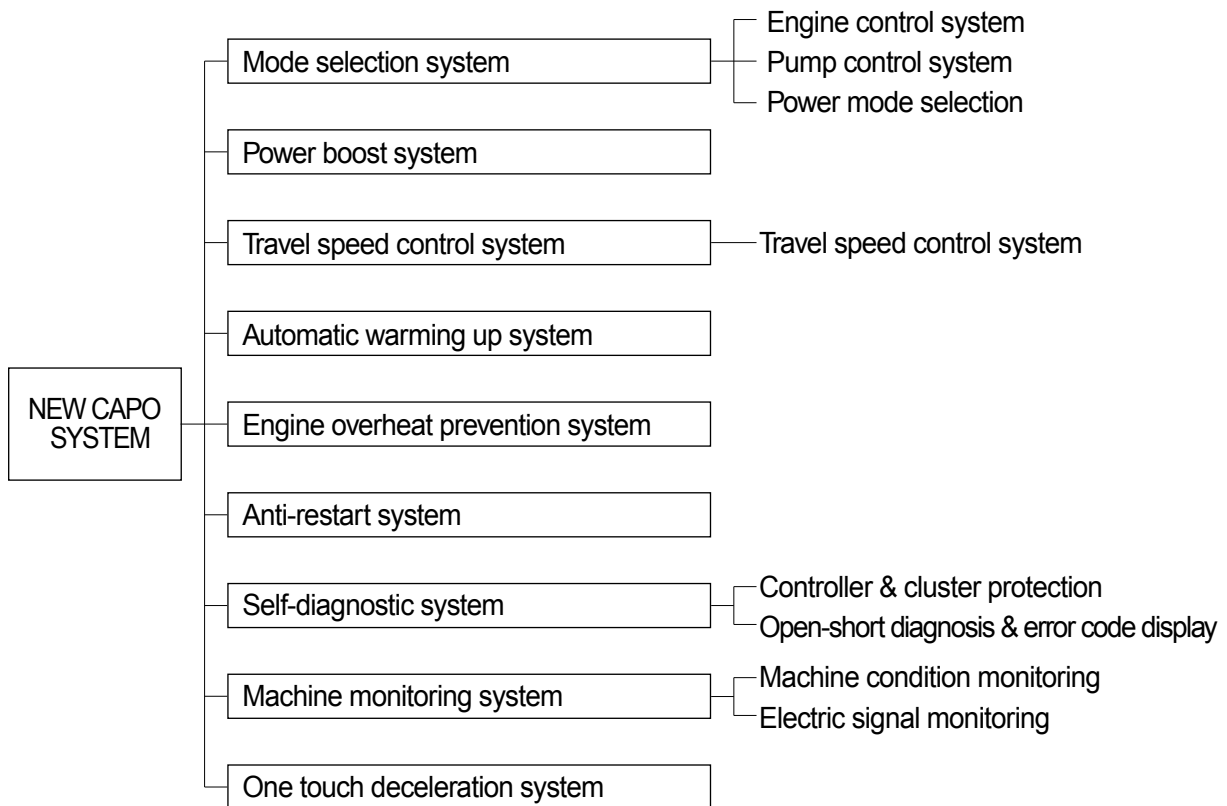 Engine control system
Mode selection system
Pump control system
Power mode selection
Power boost system
Travel speed control system
Travel speed control system
Automatic warming up system
NEW CAPO
SYSTEM
Engine overheat prevention system
Anti-restart system
Self-diagnostic system
Controller & cluster protection
Open-short diagnosis & error code display
Machine monitoring system
Machine condition monitoring
Electric signal monitoring
One touch deceleration system